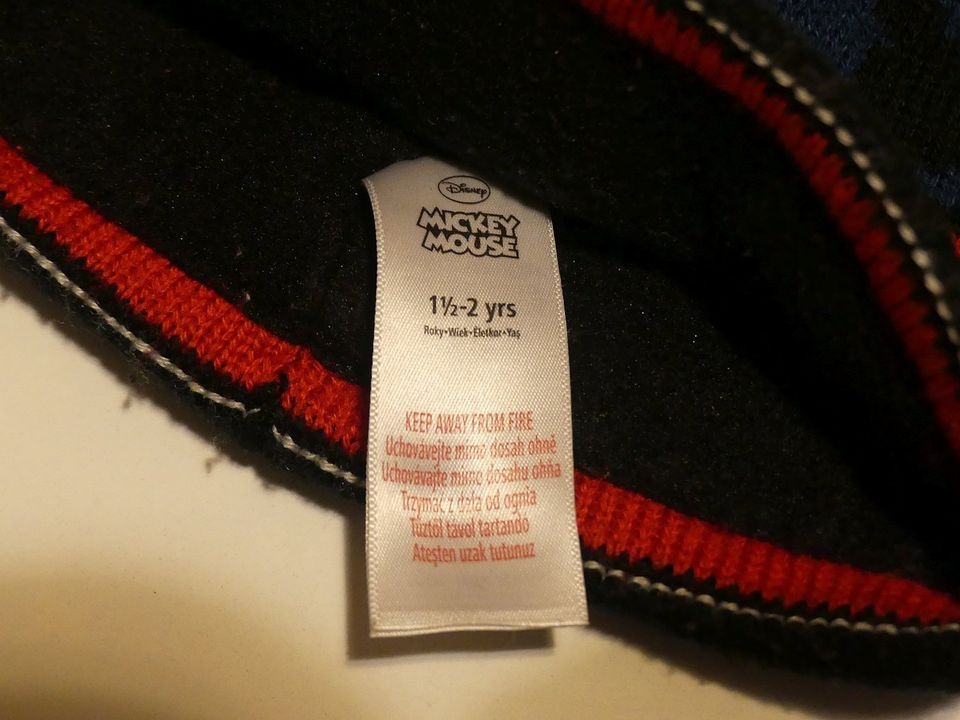 Disney
MICKEY
MOUSE
1½-2 yrs
Roky•Wiek•Életkor•Yaş
KEEP AWAY FROM FIRE
Uchovávejte mimo dosah ohně
Uchovávajte mimo dosahu ohňa
Trzymać z dala od ognia
Tűztől távol tartandó
Ateşten uzak tutunuz